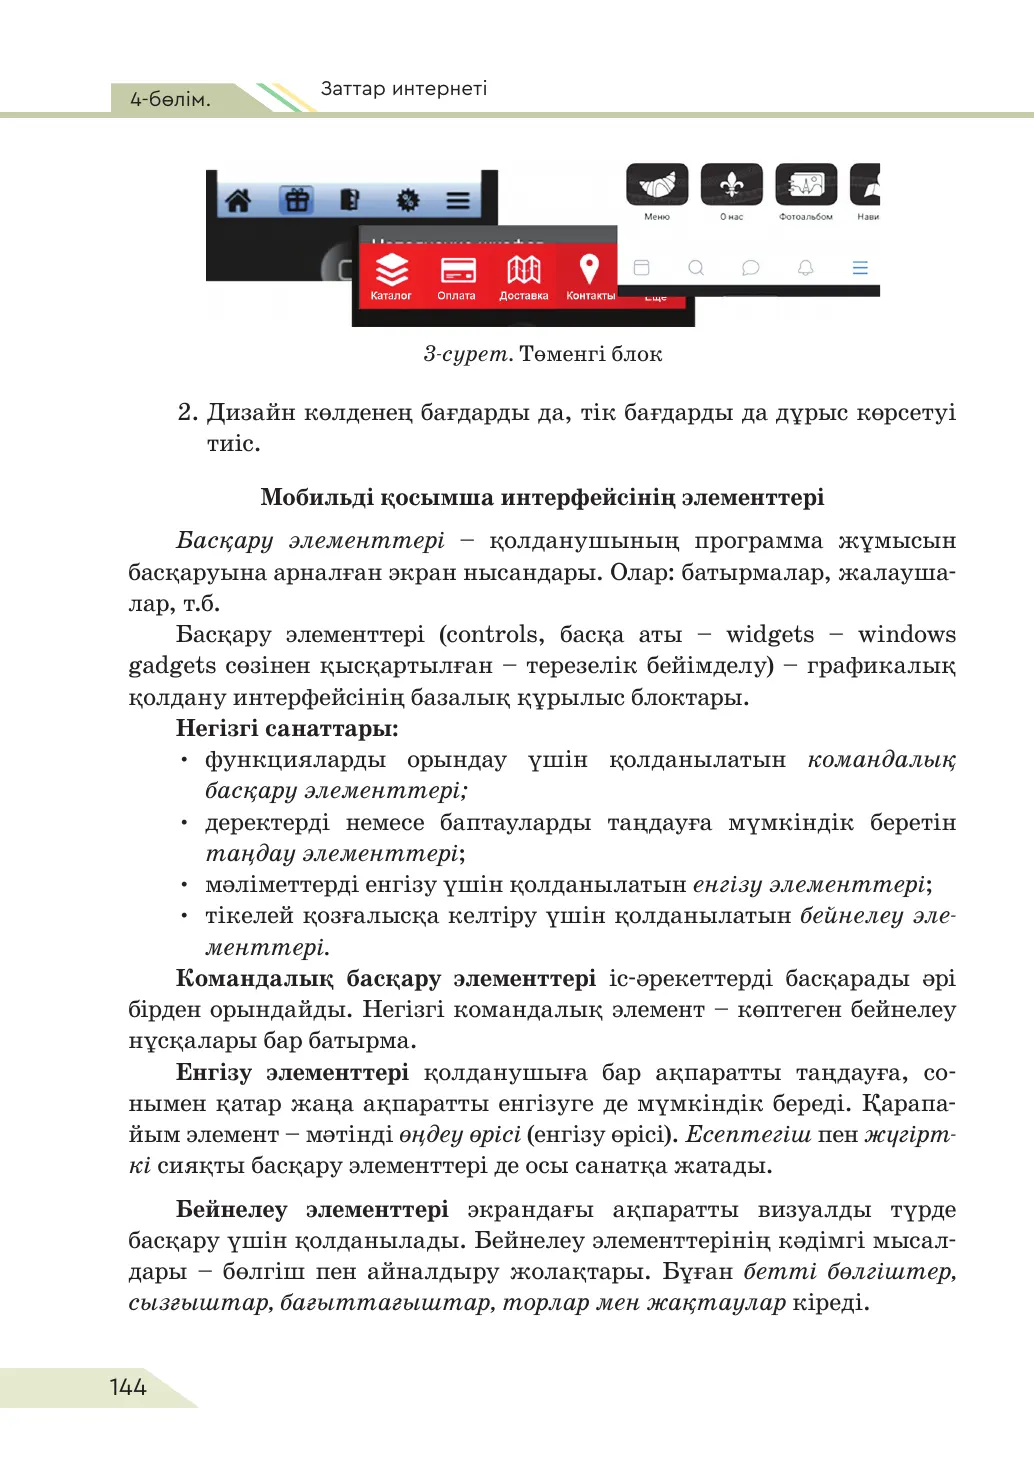 4-бөлім.
Заттар интернеті
Меню
О нас
Фотоальбом
Нави
Каталог
Оплата
Доставка
Контакты
Еще
3-сурет. Төменгі блок
2. Дизайн көлденең бағдарды да, тік бағдарды да дұрыс көрсетуі
тиіс.
Мобильді қосымша интерфейсінің элементтері
Басқару элементтері – қолданушының программа жұмысын
басқаруына арналған экран нысандары. Олар: батырмалар, жалауша-
лар, т.б.
Басқару элементтері (controls, басқа аты – widgets – windows
gadgets сөзінен қысқартылған – терезелік бейімделу) – графикалық
қолдану интерфейсінің базалық құрылыс блоктары.
Негізгі санаттары:
• функцияларды орындау үшін қолданылатын командалық
басқару элементтері;
• деректерді немесе баптауларды таңдауға мүмкіндік беретін
таңдау элементтері;
• мәліметтерді енгізу үшін қолданылатын енгізу элементтері;
• тікелей қозғалысқа келтіру үшін қолданылатын бейнелеу эле-
менттері.
Командалық басқару элементтері іс-әрекеттерді басқарады әрі
бірден орындайды. Негізгі командалық элемент – көптеген бейнелеу
нұсқалары бар батырма.
Енгізу элементтері қолданушыға бар ақпаратты таңдауға, со-
нымен қатар жаңа ақпаратты енгізуге де мүмкіндік береді. Қарапа-
йым элемент – мәтінді өңдеу өрісі (енгізу өрісі). Есептегіш пен жүгірт-
кі сияқты басқару элементтері де осы санатқа жатады.
Бейнелеу элементтері экрандағы ақпаратты визуалды түрде
басқару үшін қолданылады. Бейнелеу элементтерінің кәдімгі мысал-
дары – бөлгіш пен айналдыру жолақтары. Бұған бетті бөлгіштер,
сызғыштар, бағыттағыштар, торлар мен жақтаулар кіреді.
144